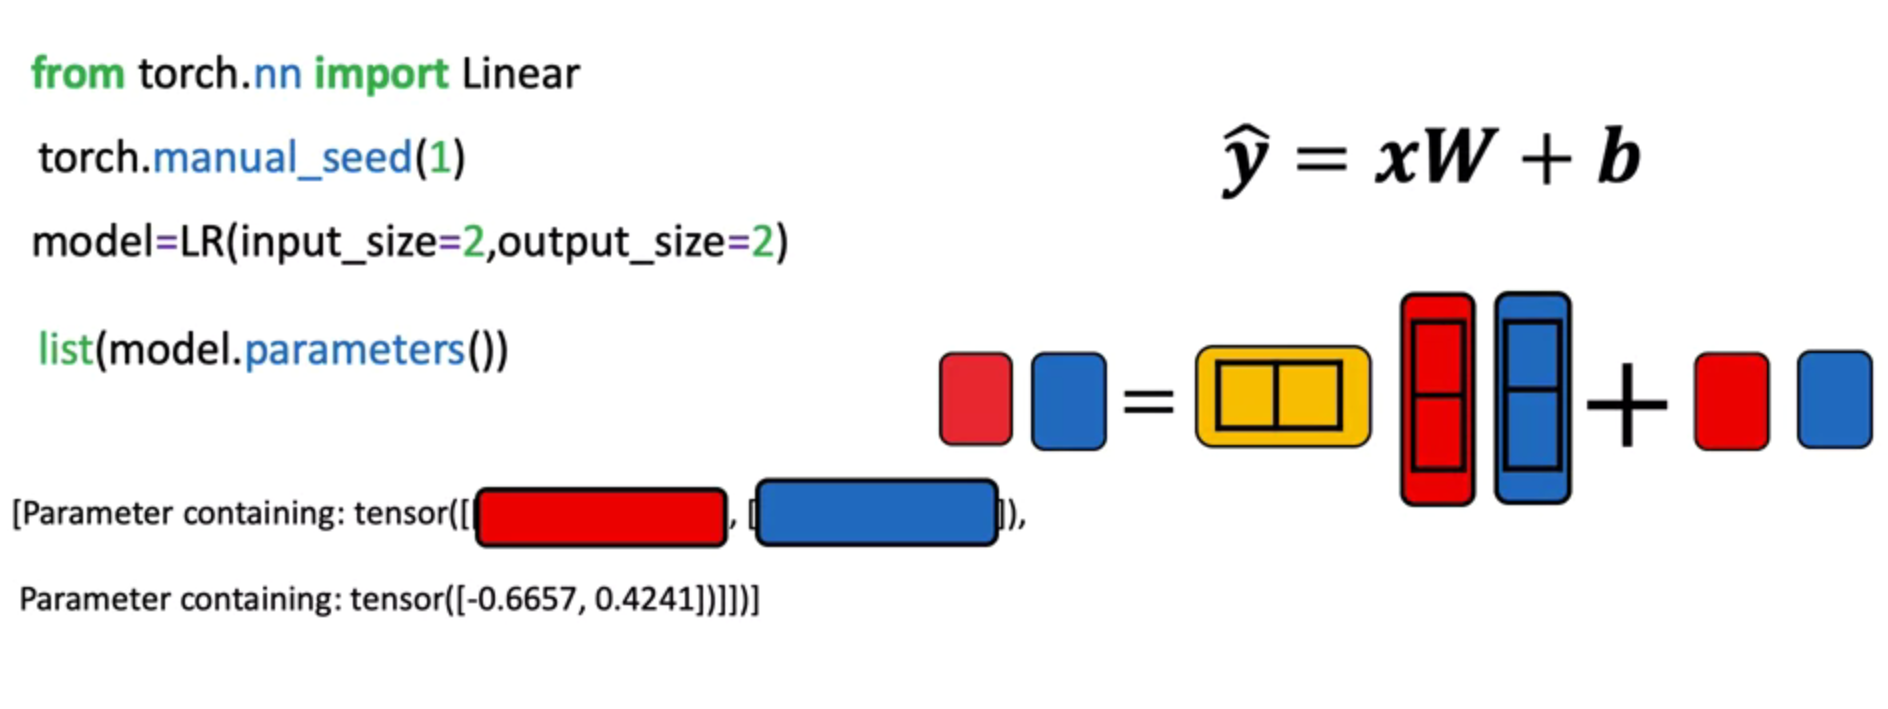 from torch.nn import Linear
torch.manual_seed(1)
model=LR(input_size=2,output_size=2)
list(model.parameters())
[Parameter containing: tensor([[ , [ ]),
Parameter containing: tensor([-0.6657, 0.4241])]])]
ŷ = xW + b
= +